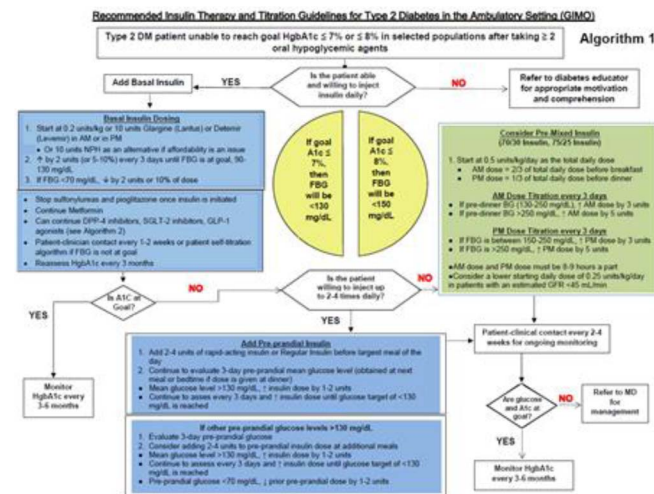 Recommended Insulin Therapy and Titration Guidelines for Type 2 Diabetes in the Ambulatory Setting (GIMO)
Type 2 DM patient unable to reach goal HgbA1c ≤ 7% or ≤ 8% in selected populations after taking ≥ 2
oral hypoglycemic agents
Algorithm 1
Add Basal Insulin
YES
Is the patient able
and willing to inject
insulin daily?
NO
Refer to diabetes educator
for appropriate motivation
and comprehension
Basal Insulin Dosing
1. Start at 0.2 units/kg or 10 units Glargine (Lantus) or Detemir
(Levemir) in AM or in PM
• Or 10 units NPH as an alternative if affordability is an issue
2. ↑ by 2 units (or 5-10%) every 3 days until FBG is at goal, 90-
130 mg/dL
3. If FBG <70 mg/dL, ↓ by 2 units or 10% of dose
• Stop sulfonylureas and pioglitazone once insulin is initiated
• Continue Metformin
• Can continue DPP-4 inhibitors, SGLT-2 inhibitors, GLP-1
agonists (see Algorithm 2)
• Patient-clinician contact every 1-2 weeks or patient self-titration
algorithm if FBG is not at goal
• Reassess HgbA1c every 3 months
If goal
A1c ≤
7%,
then
FBG
will be
<130
mg/dL
If goal
A1c ≤
8%,
then
FBG
will be
<150
mg/dL
Consider Pre-Mixed Insulin
(70/30 Insulin, 75/25 Insulin)
1. Start at 0.5 units/kg/day as the total daily dose
• AM dose = 2/3 of total daily dose before breakfast
• PM dose = 1/3 of total daily dose before dinner
AM Dose Titration every 3 days
• If pre-dinner BG (130-250 mg/dL), ↑ AM dose by 3 units
• If pre-dinner BG >250 mg/dL, ↑ AM dose by 5 units
PM Dose Titration every 3 days
• If FBG is between 150-250 mg/dL, ↑ PM dose by 3 units
• If FBG is >250 mg/dL, ↑ PM dose by 5 units
•AM dose and PM dose must be 8-9 hours a part
•Consider a lower starting daily dose of 0.25 units/kg/day
in patients with an estimated GFR <45 mL/min
Is A1C at
Goal?
NO
Is the patient
willing to inject up
to 2-4 times daily?
NO
YES
YES
Monitor
HgbA1c every
3-6 months
Add Pre-prandial Insulin
1. Add 2-4 units of rapid-acting insulin or Regular Insulin before largest meal of the
day
2. Continue to evaluate 3-day pre-prandial mean glucose level (obtained at next
meal or bedtime if dose is given at dinner)
• Mean glucose level >130 mg/dL, ↑ insulin dose by 1-2 units
• Continue to asses every 3 days and ↑ insulin dose until glucose target of <130
mg/dL is reached
If other pre prandial glucose levels >130 mg/dL
1. Evaluate 3-day pre-prandial glucose
2. Consider adding 2-4 units to pre-prandial insulin dose at additional meals
• Mean glucose level >130 mg/dL, ↑ insulin dose by 1-2 units
• Continue to assess every 3 days and ↑ insulin dose until glucose target of <130
mg/dL is reached
• Pre-prandial glucose <70 mg/dL, ↓ prior pre-prandial dose by 1-2 units
Patient-clinical contact every 2-4
weeks for ongoing monitoring
Are glucose
and A1c at
goal?
NO
Refer to MD
for
management
YES
Monitor HgbA1c
every 3-6 months